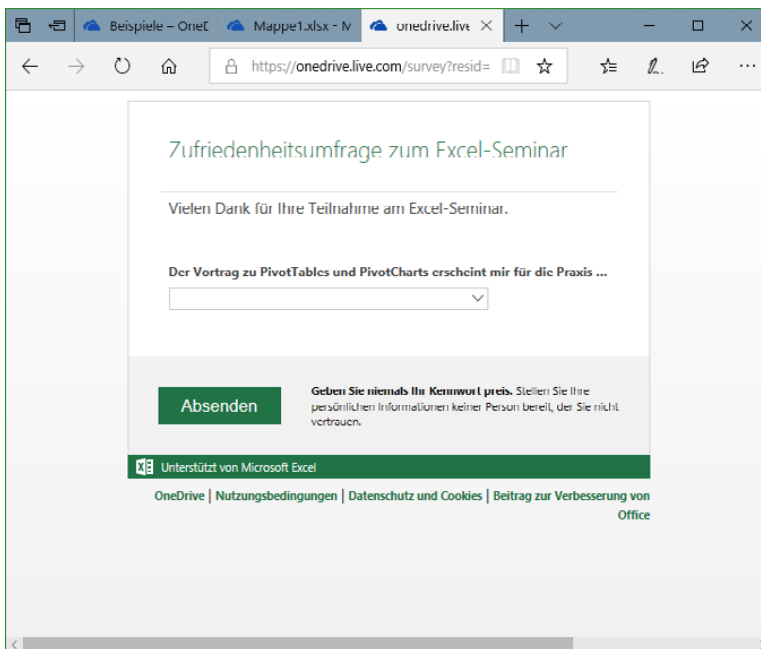 Beispiele – OneD
Mappe1.xlsx - M
onedrive.live
https://onedrive.live.com/survey?resid=
Zufriedenheitsumfrage zum Excel-Seminar
Vielen Dank für Ihre Teilnahme am Excel-Seminar.
Der Vortrag zu PivotTables und PivotCharts erscheint mir für die Praxis ...
Absenden
Geben Sie niemals Ihr Kennwort preis. Stellen Sie Ihre
persönlichen Informationen keiner Person bereit, der Sie nicht
vertrauen.
Unterstützt von Microsoft Excel
OneDrive | Nutzungsbedingungen | Datenschutz und Cookies | Beitrag zur Verbesserung von
Office